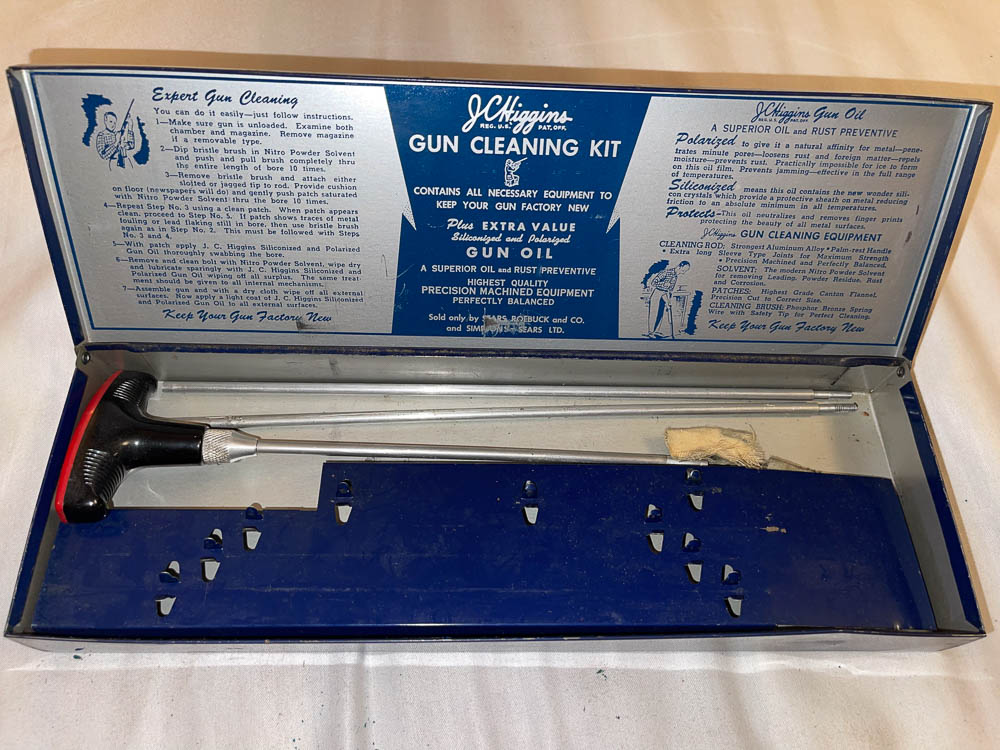 Expert Gun Cleaning
You can do it easily—just follow instructions.
1—Make sure gun is unloaded. Examine both
chamber and magazine. Remove magazine
if a removable type.
2—Dip bristle brush in Nitro Powder Solvent
and push and pull brush completely thru
the entire length of bore 10 times.
3—Remove bristle brush and attach either
slotted or jagged tip to rod. Provide cushion
on floor (newspapers will do) and gently push patch saturated
with Nitro Powder Solvent thru the bore 10 times.
4—Repeat Step No. 3 using a clean patch. When patch appears
clean, proceed to Step No. 5. If patch shows traces of metal
fouling or lead flaking still in bore, then use bristle brush
again as in Step No. 2. This must be followed with Steps
No. 3 and 4.
5—With patch apply J. C. Higgins Siliconized and Polarized
Gun Oil thoroughly swabbing the bore.
6—Remove and clean bolt with Nitro Powder Solvent, wipe dry
and lubricate sparingly with J. C. Higgins Siliconized and
Polarized Gun Oil wiping off all surplus. The same treat-
ment should be given to all internal mechanisms.
7—Assemble gun and with a dry cloth wipe off all external
surfaces. Now apply a light coat of J. C. Higgins Siliconized
and Polarized Gun Oil to all external surfaces.
Keep Your Gun Factory New
JC Higgins
REG. U.S. PAT. OFF.
GUN CLEANING KIT
CONTAINS ALL NECESSARY EQUIPMENT TO
KEEP YOUR GUN FACTORY NEW
Plus EXTRA VALUE
Siliconized and Polarized
GUN OIL
A SUPERIOR OIL and RUST PREVENTIVE
HIGHEST QUALITY
PRECISION MACHINED EQUIPMENT
PERFECTLY BALANCED
Sold only by SEARS, ROEBUCK and CO.
and SIMPSONS-SEARS LTD.
JC Higgins Gun Oil
REG. U.S. PAT. OFF.
A SUPERIOR OIL and RUST PREVENTIVE
Polarized to give it a natural affinity for metal—pene-
trates minute pores—loosens rust and foreign matter—repels
moisture—prevents rust. Practically impossible for ice to form
on this oil film. Prevents jamming—effective in the full range
of temperatures.
Siliconized means this oil contains the new wonder sili-
con crystals which provide a protective sheath on metal reducing
friction to an absolute minimum in all temperatures.
Protects—This oil neutralizes and removes finger prints
protecting the beauty of all metal surfaces.
JC Higgins GUN CLEANING EQUIPMENT
CLEANING ROD: Strongest Aluminum Alloy • Palm-rest Handle
• Extra long Sleeve Type Joints for Maximum Strength
• Precision Machined and Perfectly Balanced.
SOLVENT: The modern Nitro Powder Solvent
for removing Leading, Powder Residue, Rust
and Corrosion.
PATCHES: Highest Grade Canton Flannel,
Precision Cut to Correct Size.
CLEANING BRUSH: Phosphor Bronze Spring
Wire with Safety Tip for Perfect Cleaning.
Keep Your Gun Factory New